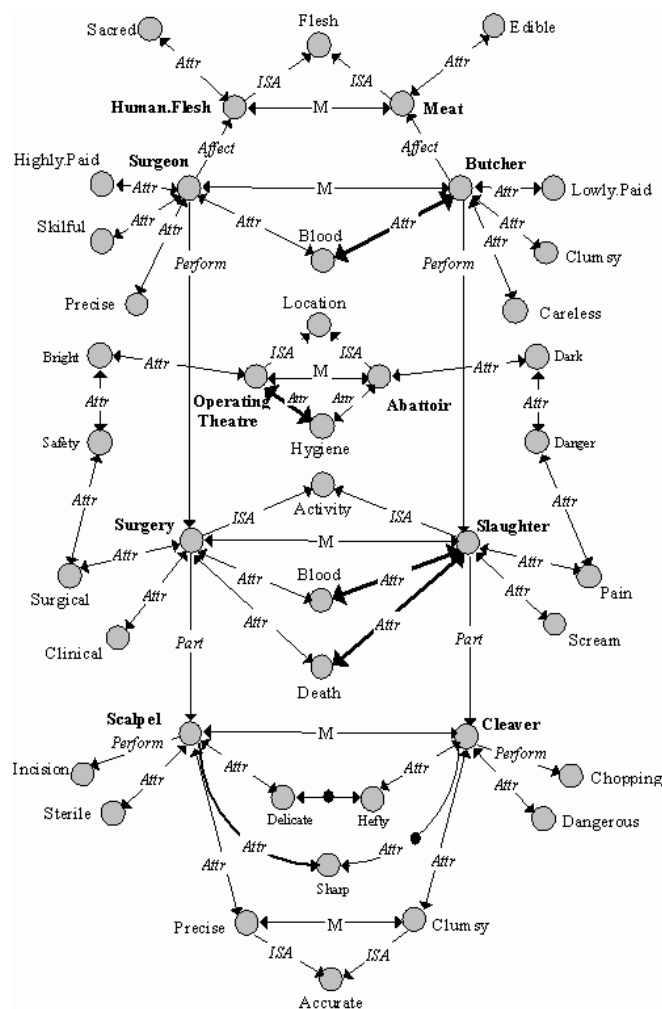 Sacred
Flesh
Edible
Attr
ISA
ISA
Attr
Human.Flesh
M
Meat
Affect
Affect
Highly.Paid
Surgeon
Butcher
Attr
M
Attr
Lowly.Paid
Skilful
Attr
Attr
Attr
Blood
Attr
Attr
Attr
Clumsy
Perform
Perform
Precise
Careless
Location
Bright
Attr
ISA
ISA
Attr
Dark
M
Attr
Operating
Theatre
Attr
Attr
Abattoir
Attr
Safety
Hygiene
Danger
Attr
Activity
Attr
Surgery
ISA
ISA
Slaughter
Attr
M
Attr
Surgical
Attr
Attr
Blood
Attr
Attr
Pain
Clinical
Attr
Attr
Scream
Part
Part
Death
Scalpel
M
Cleaver
Incision
Perform
Perform
Chopping
Attr
Attr
Attr
Attr
Sterile
Delicate
Hefty
Dangerous
Attr
Attr
Attr
Attr
Sharp
Precise
M
Clumsy
ISA
ISA
Accurate